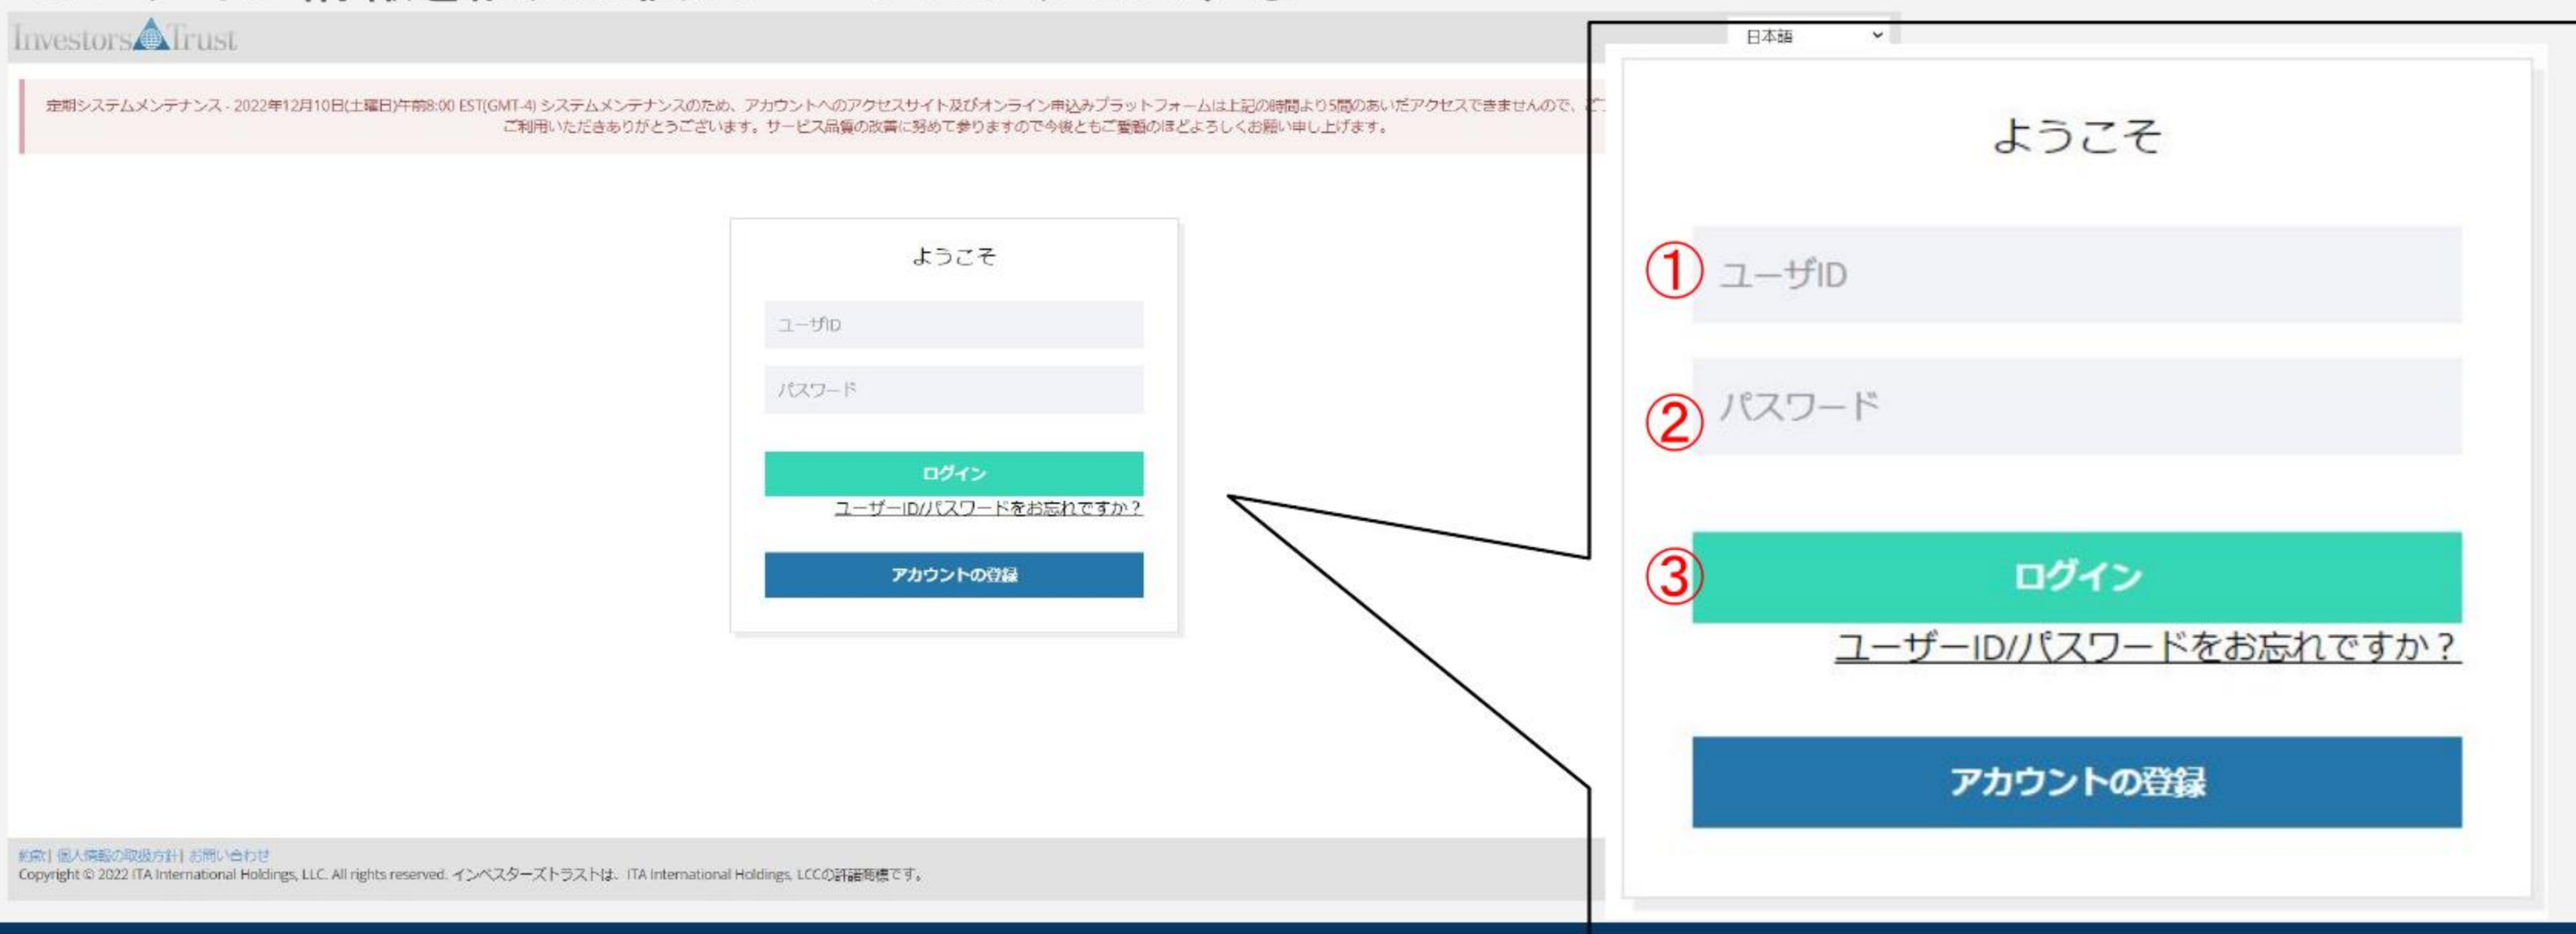 Investors Trust
日本語
定期システムメンテナンス - 2022年12月10日(土曜日)午前8:00 EST(GMT-4) システムメンテナンスのため、アカウントへのアクセスサイト及びオンライン申込みプラットフォームは上記の時間より5間のあいだアクセスできませんので、ご
ご利用いただきありがとうございます。サービス品質の改善に努めて参りますので今後ともご愛顧のほどよろしくお願い申し上げます。
ようこそ
ユーザID
パスワード
ログイン
ユーザーID/パスワードをお忘れですか？
アカウントの登録
ようこそ
① ユーザID
② パスワード
③ ログイン
ユーザーID/パスワードをお忘れですか？
アカウントの登録
約款 | 個人情報の取扱方針 | お問い合わせ
Copyright © 2022 ITA International Holdings, LLC. All rights reserved. インベスターズトラストは、ITA International Holdings, LCCの許諾商標です。